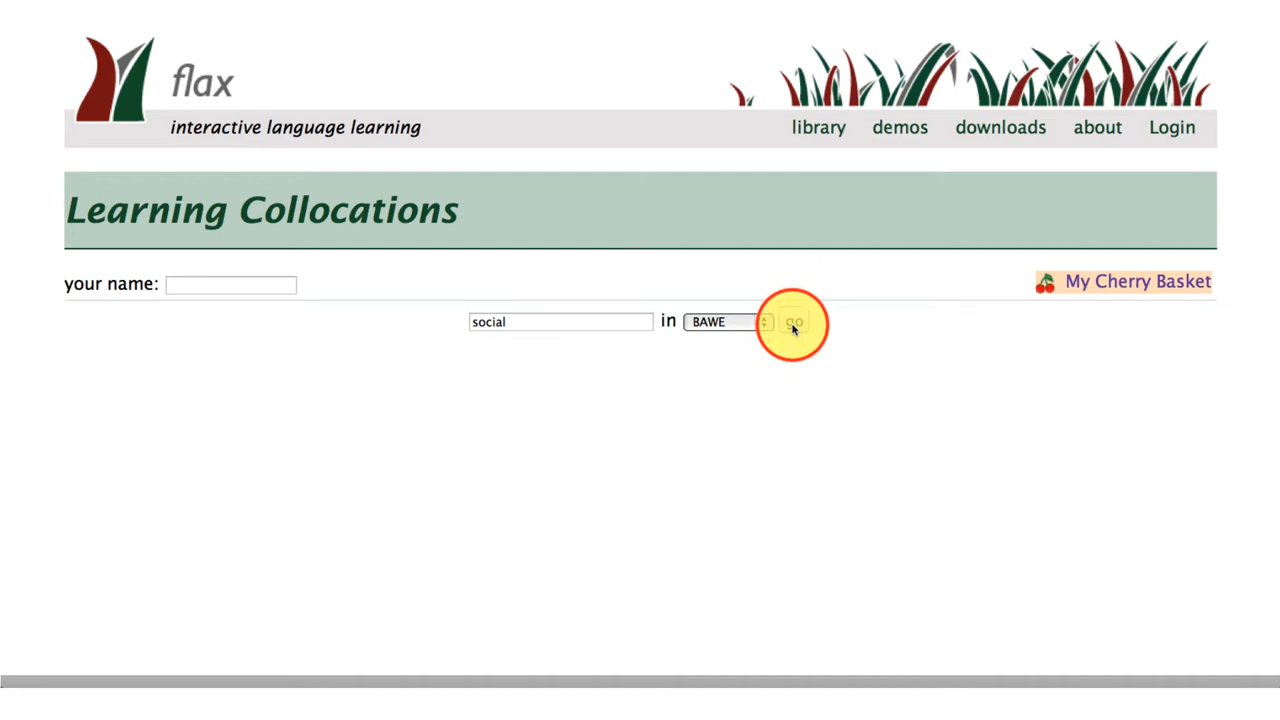 flax
interactive language learning
library demos downloads about Login
Learning Collocations
your name:
My Cherry Basket
social in BAWE go